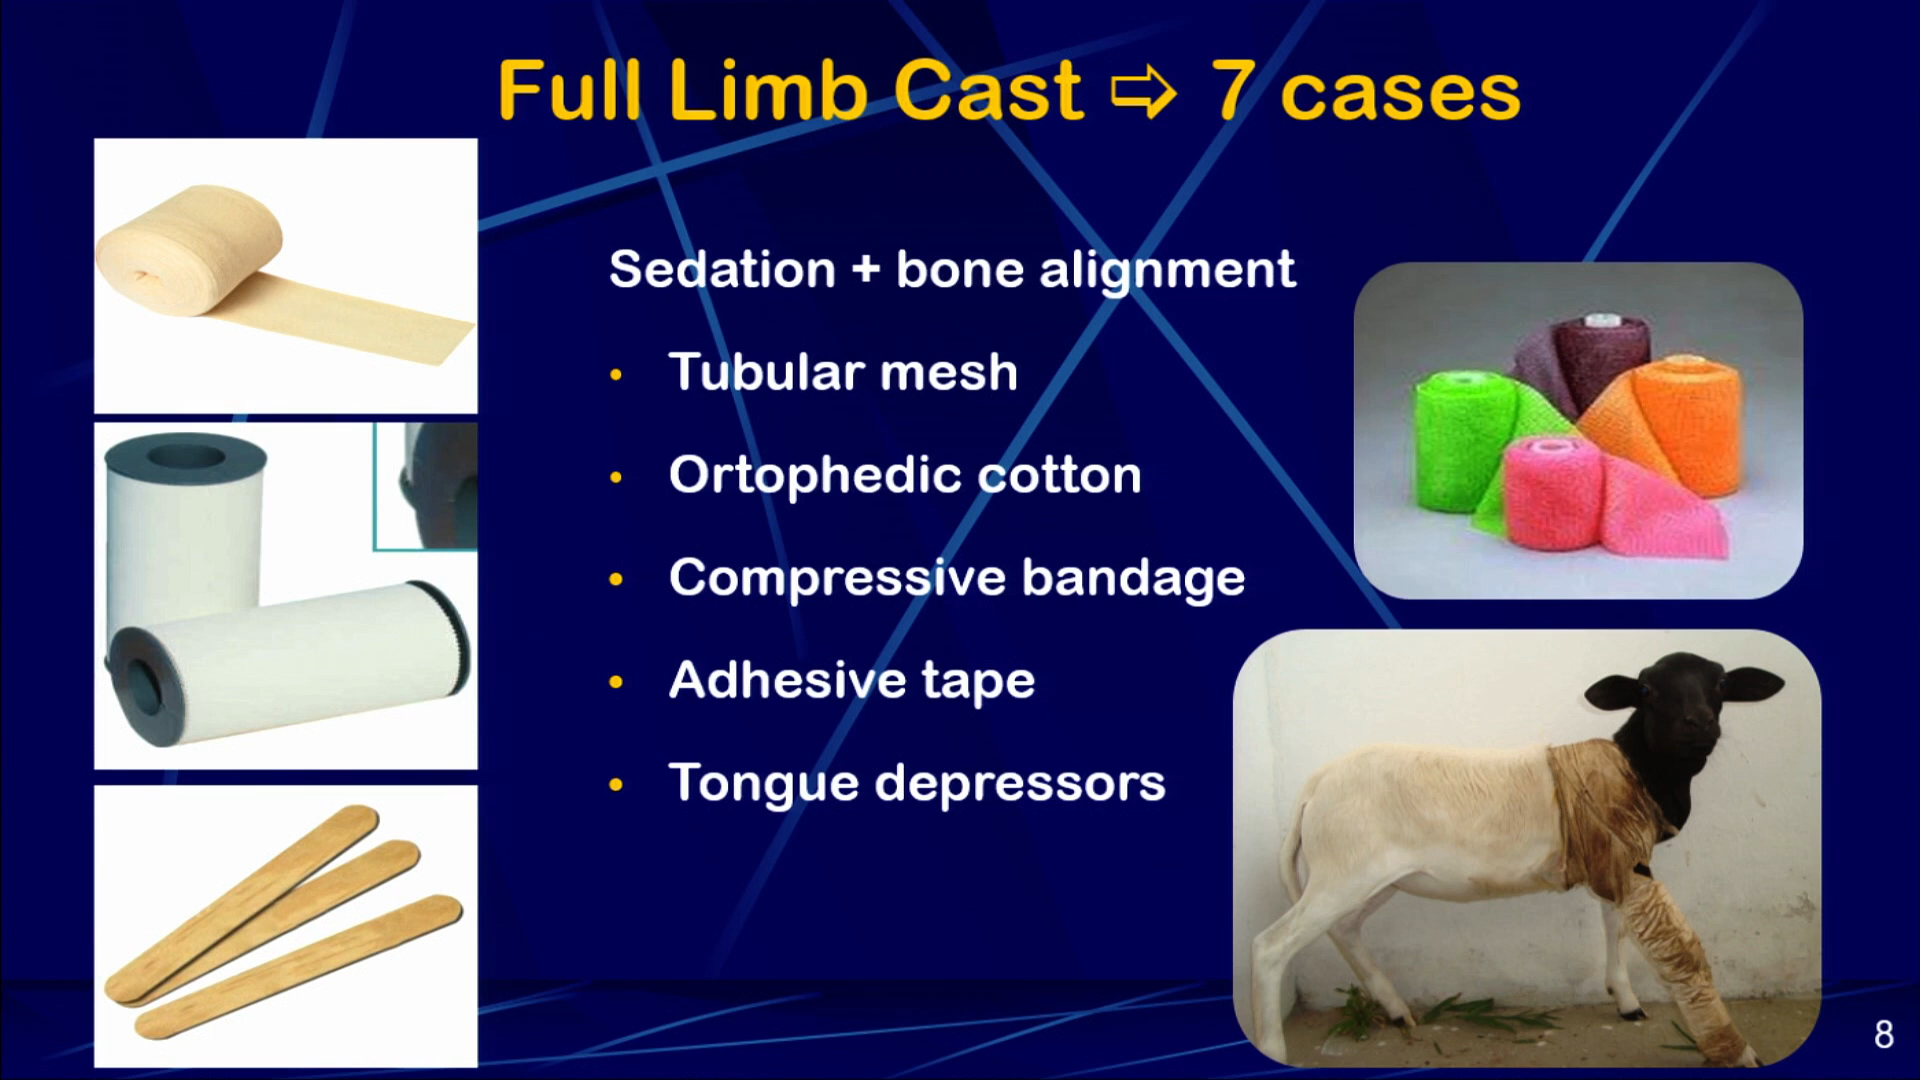 Full Limb Cast ⇨ 7 cases
Sedation + bone alignment
• Tubular mesh
• Ortophedic cotton
• Compressive bandage
• Adhesive tape
• Tongue depressors
8